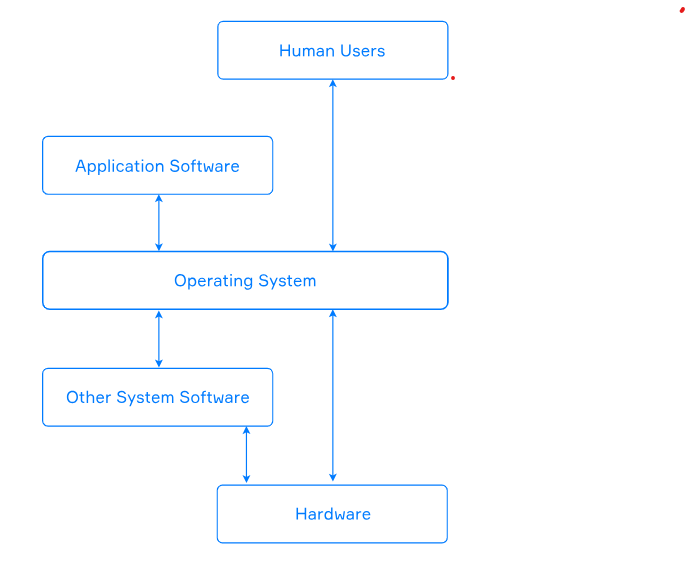 Human Users
Application Software
Operating System
Other System Software
Hardware